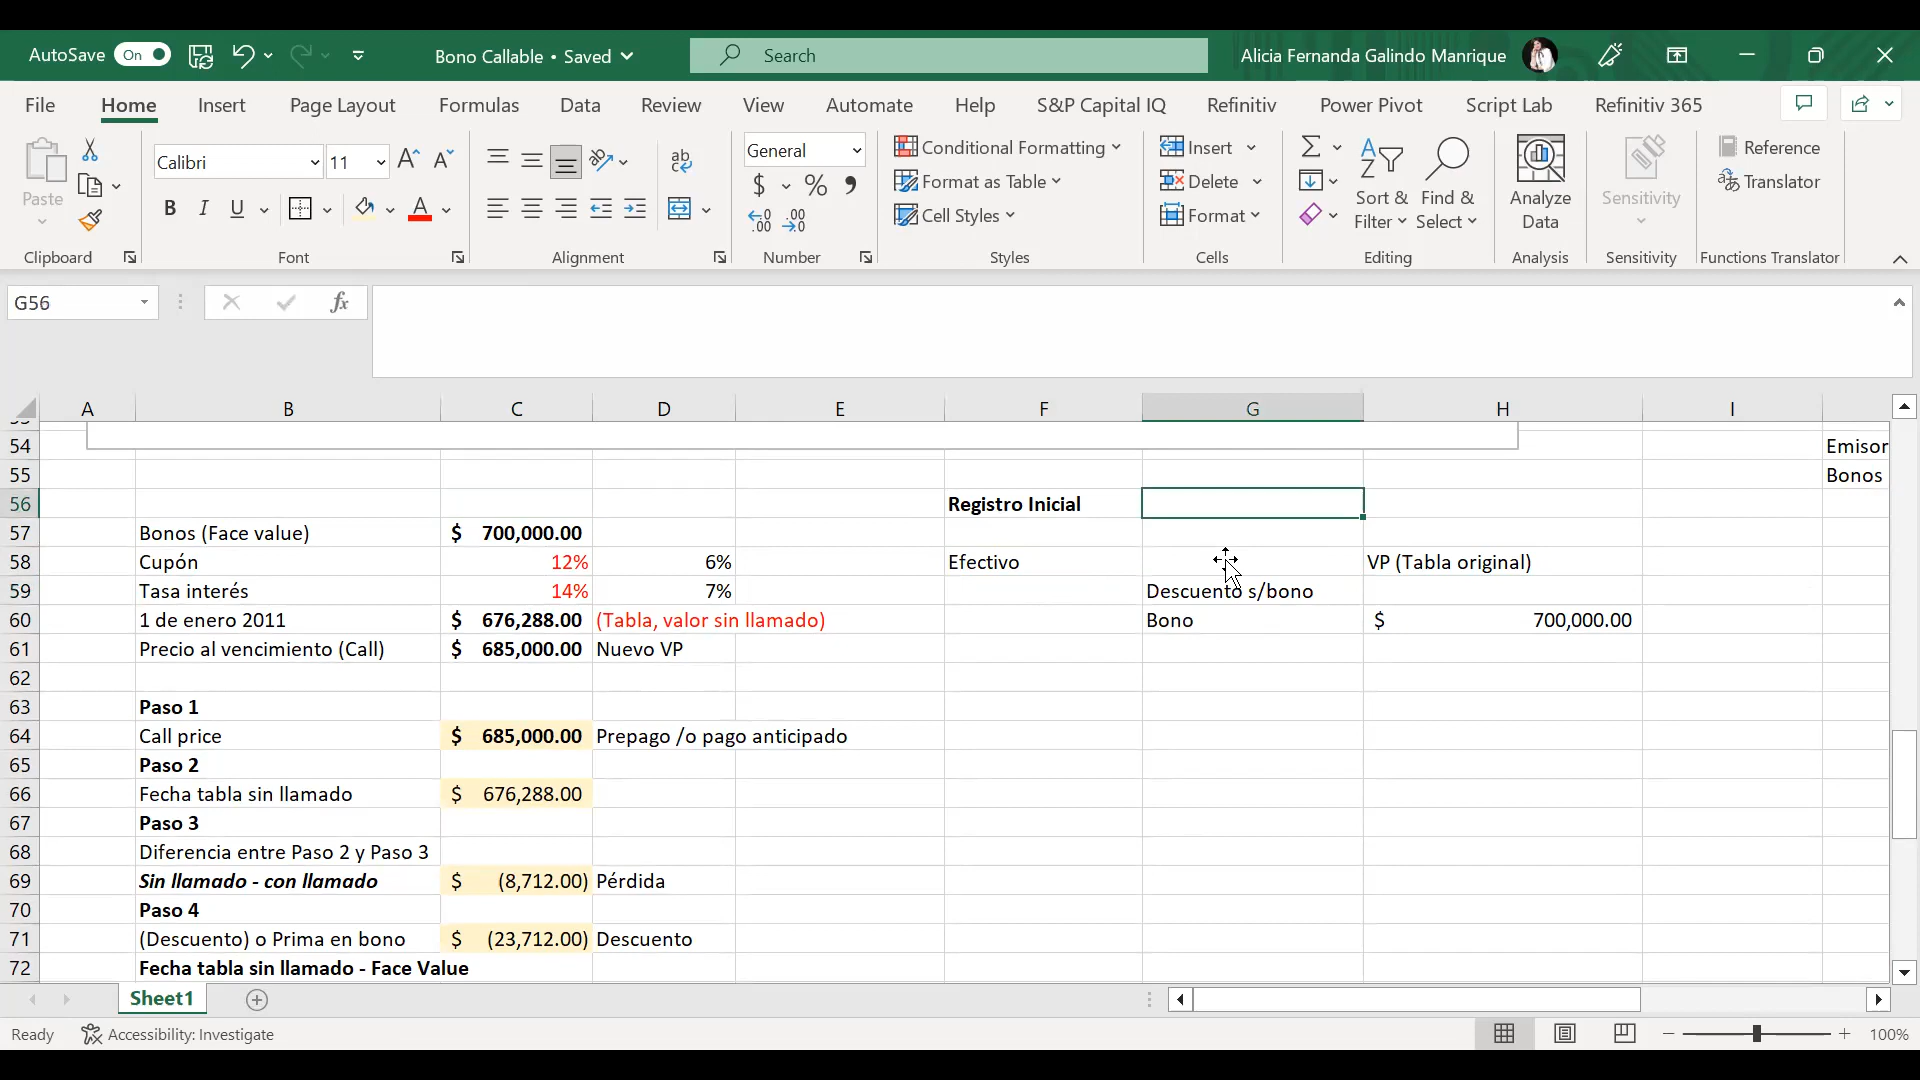 AutoSave On Bono Callable • Saved Search Alicia Fernanda Galindo Manrique
File Home Insert Page Layout Formulas Data Review View Automate Help S&P Capital IQ Refinitiv Power Pivot Script Lab Refinitiv 365
Paste
Calibri 11
B I U
ab
General
$ % 9
Conditional Formatting
Format as Table
Cell Styles
Insert
Delete
Format
Sort & Filter
Find & Select
Analyze Data
Sensitivity
Reference
Translator
Clipboard Font Alignment Number Styles Cells Editing Analysis Sensitivity Functions Translator
G56 fx
A B C D E F G H I
54 Emisor
55 Bonos
56 Registro Inicial
57 Bonos (Face value) $ 700,000.00
58 Cupón 12% 6% Efectivo VP (Tabla original)
59 Tasa interés 14% 7% Descuento s/bono
60 1 de enero 2011 $ 676,288.00 (Tabla, valor sin llamado) Bono $ 700,000.00
61 Precio al vencimiento (Call) $ 685,000.00 Nuevo VP
62
63 Paso 1
64 Call price $ 685,000.00 Prepago /o pago anticipado
65 Paso 2
66 Fecha tabla sin llamado $ 676,288.00
67 Paso 3
68 Diferencia entre Paso 2 y Paso 3
69 Sin llamado - con llamado $ (8,712.00) Pérdida
70 Paso 4
71 (Descuento) o Prima en bono $ (23,712.00) Descuento
72 Fecha tabla sin llamado - Face Value
Sheet1
Ready Accessibility: Investigate 100%